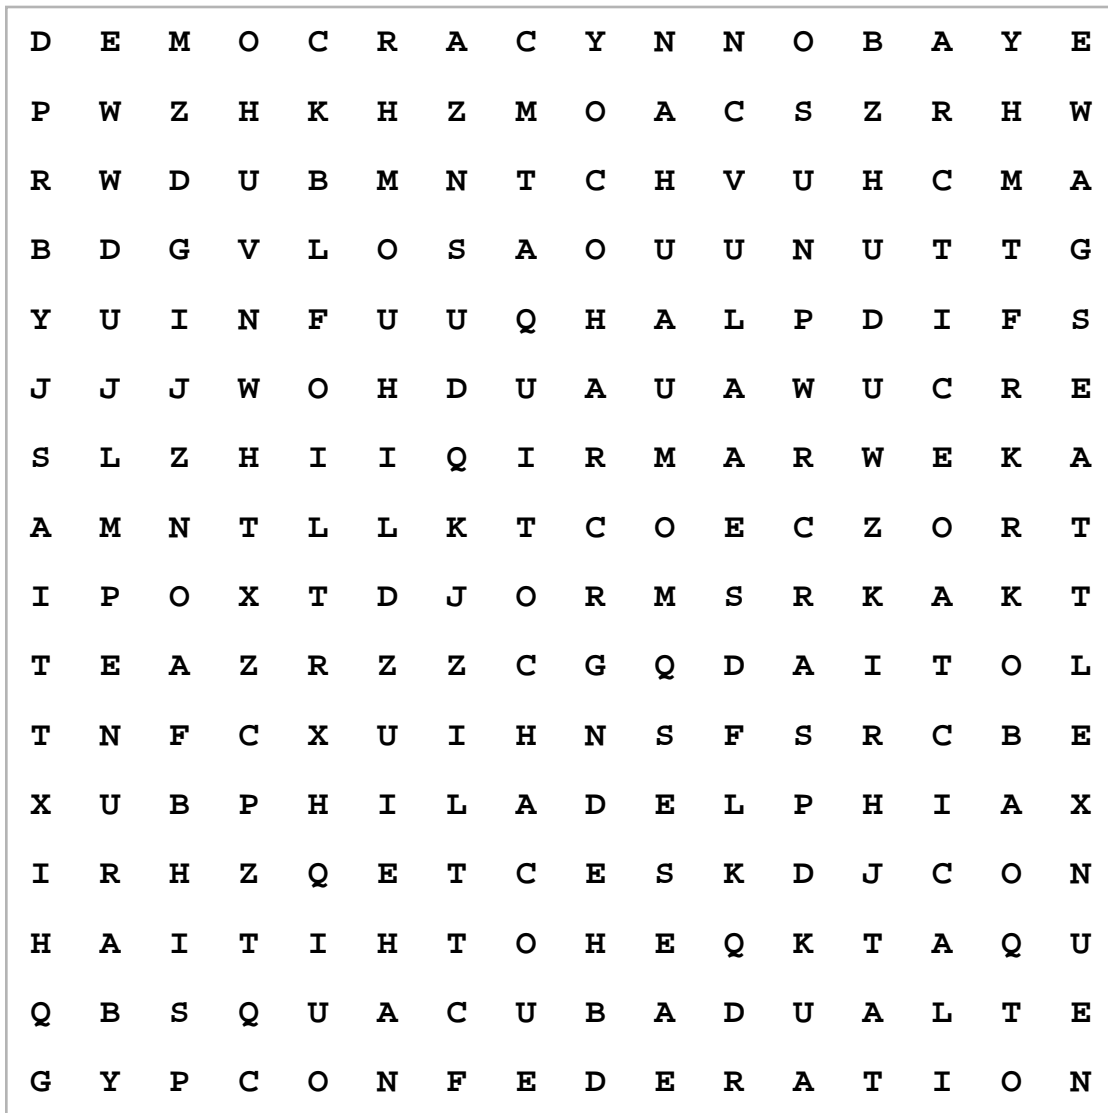 D E M O C R A C Y N N O B A Y E
P W Z H K H Z M O A C S Z R H W
R W D U B M N T C H V U H C M A
B D G V L O S A O U U N U T T G
Y U I N F U U Q H A L P D I F S
J J J W O H D U A U A W U C R E
S L Z H I I Q I R M A R W E K A
A M N T L L K T C O E C Z O R T
I P O X T D J O R M S R K A K T
T E A Z R Z Z C G Q D A I T O L
T N F C X U I H N S F S R C B E
X U B P H I L A D E L P H I A X
I R H Z Q E T C E S K D J C O N
H A I T I H T O H E Q K T A Q U
Q B S Q U A C U B A D U A L T E
G Y P C O N F E D E R A T I O N